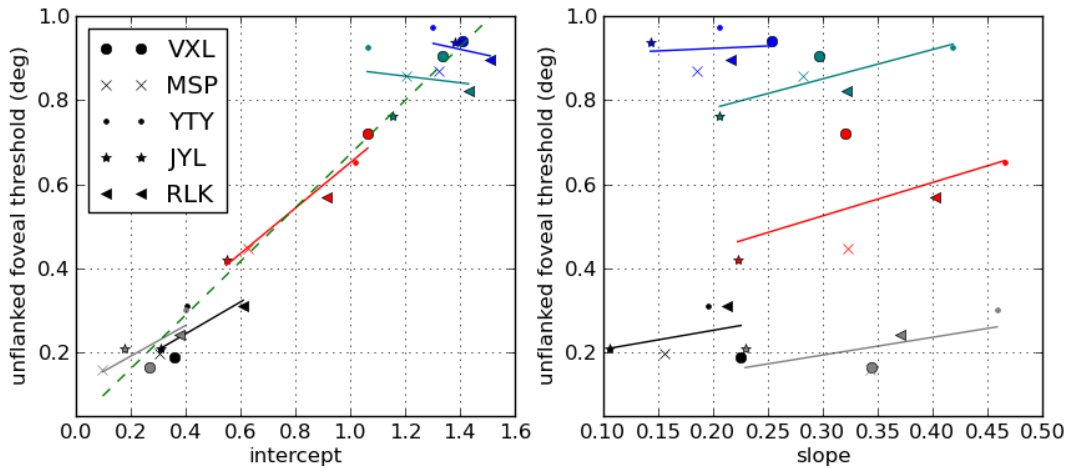 unflanked foveal threshold (deg)
1.0
0.8
0.6
0.4
0.2
VXL
MSP
YTY
JYL
RLK
0.0 0.2 0.4 0.6 0.8 1.0 1.2 1.4 1.6
intercept
unflanked foveal threshold (deg)
1.0
0.8
0.6
0.4
0.2
0.10 0.15 0.20 0.25 0.30 0.35 0.40 0.45 0.50
slope